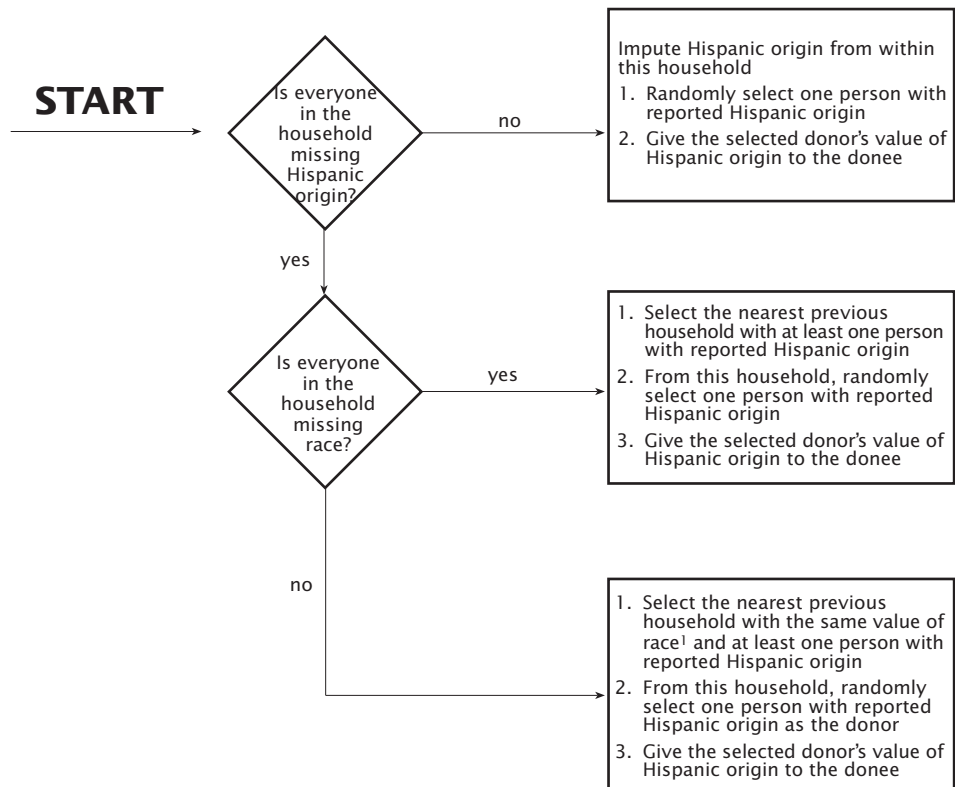 START
Is everyone
in the
household
missing
Hispanic
origin?
no
Impute Hispanic origin from within
this household
1. Randomly select one person with
reported Hispanic origin
2. Give the selected donor’s value of
Hispanic origin to the donee
yes
Is everyone
in the
household
missing
race?
yes
1. Select the nearest previous
household with at least one person
with reported Hispanic origin
2. From this household, randomly
select one person with reported
Hispanic origin
3. Give the selected donor’s value of
Hispanic origin to the donee
no
1. Select the nearest previous
household with the same value of
race¹ and at least one person with
reported Hispanic origin
2. From this household, randomly
select one person with reported
Hispanic origin as the donor
3. Give the selected donor’s value of
Hispanic origin to the donee